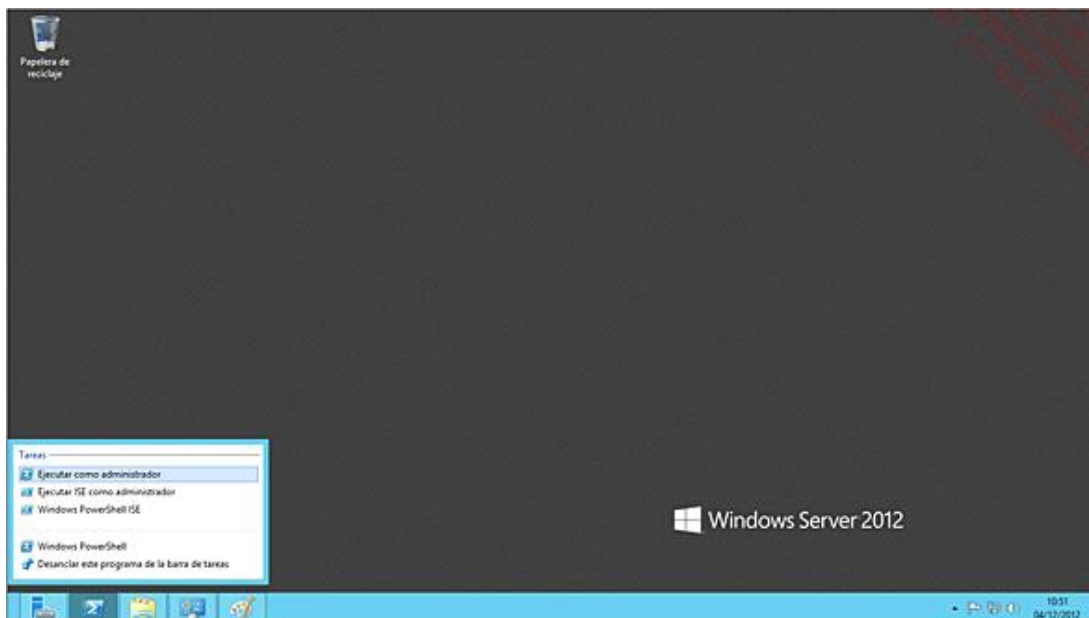 Papelera de
reciclaje
Tareas
Ejecutar como administrador
Ejecutar ISE como administrador
Windows PowerShell ISE
Windows PowerShell
Desanclar este programa de la barra de tareas
Windows Server 2012
10:51
04/12/2012